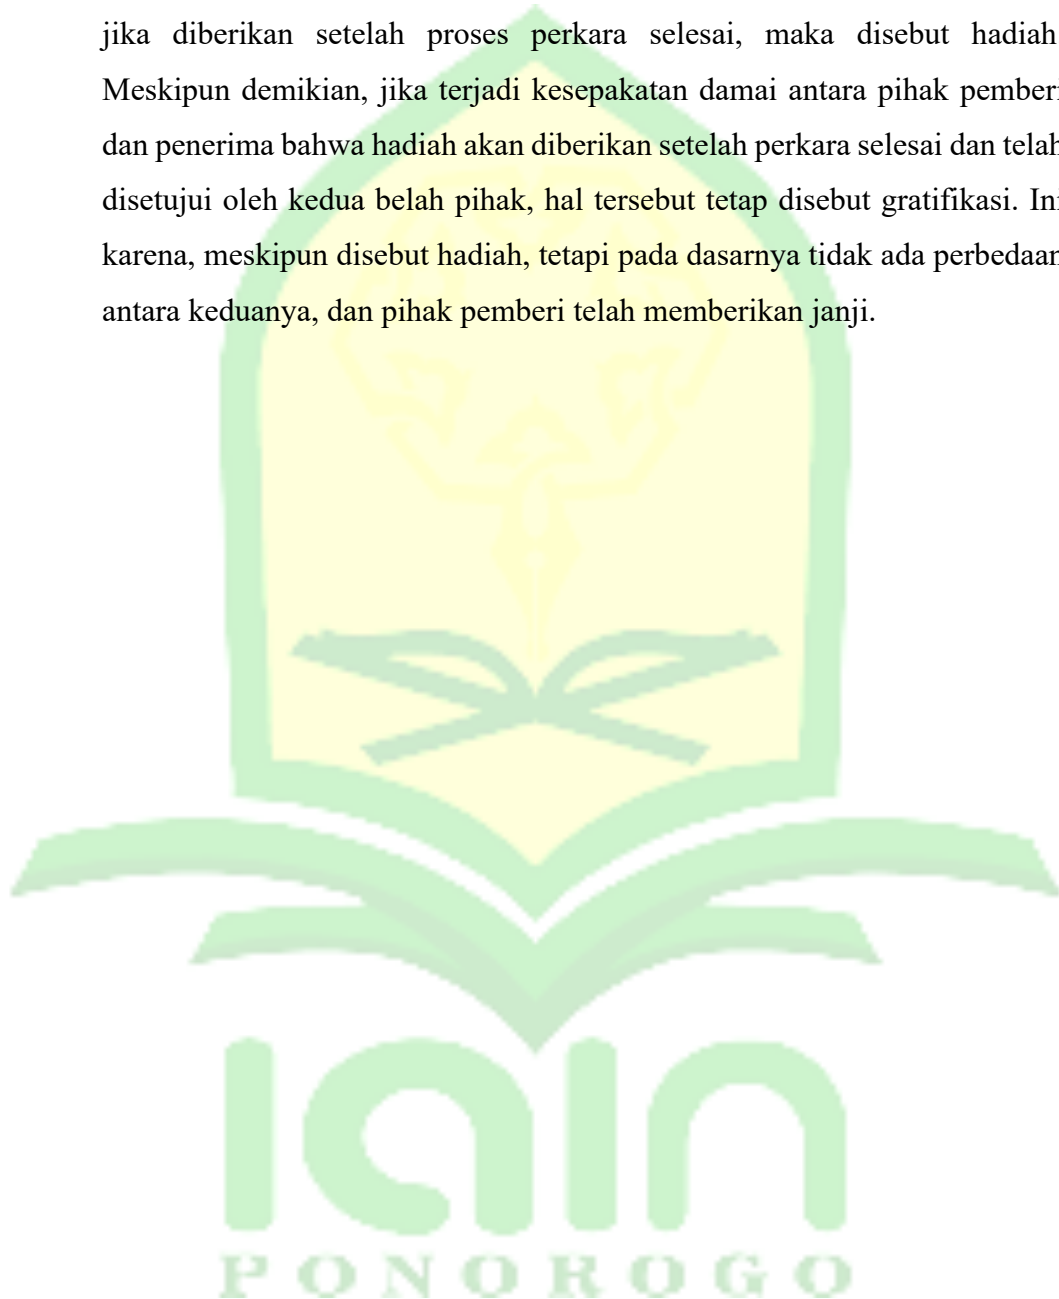 jika diberikan setelah proses perkara selesai, maka disebut hadiah
Meskipun demikian, jika terjadi kesepakatan damai antara pihak pemberi
dan penerima bahwa hadiah akan diberikan setelah perkara selesai dan telah
disetujui oleh kedua belah pihak, hal tersebut tetap disebut gratifikasi. Ini
karena, meskipun disebut hadiah, tetapi pada dasarnya tidak ada perbedaan
antara keduanya, dan pihak pemberi telah memberikan janji.
iain
PONOROGO